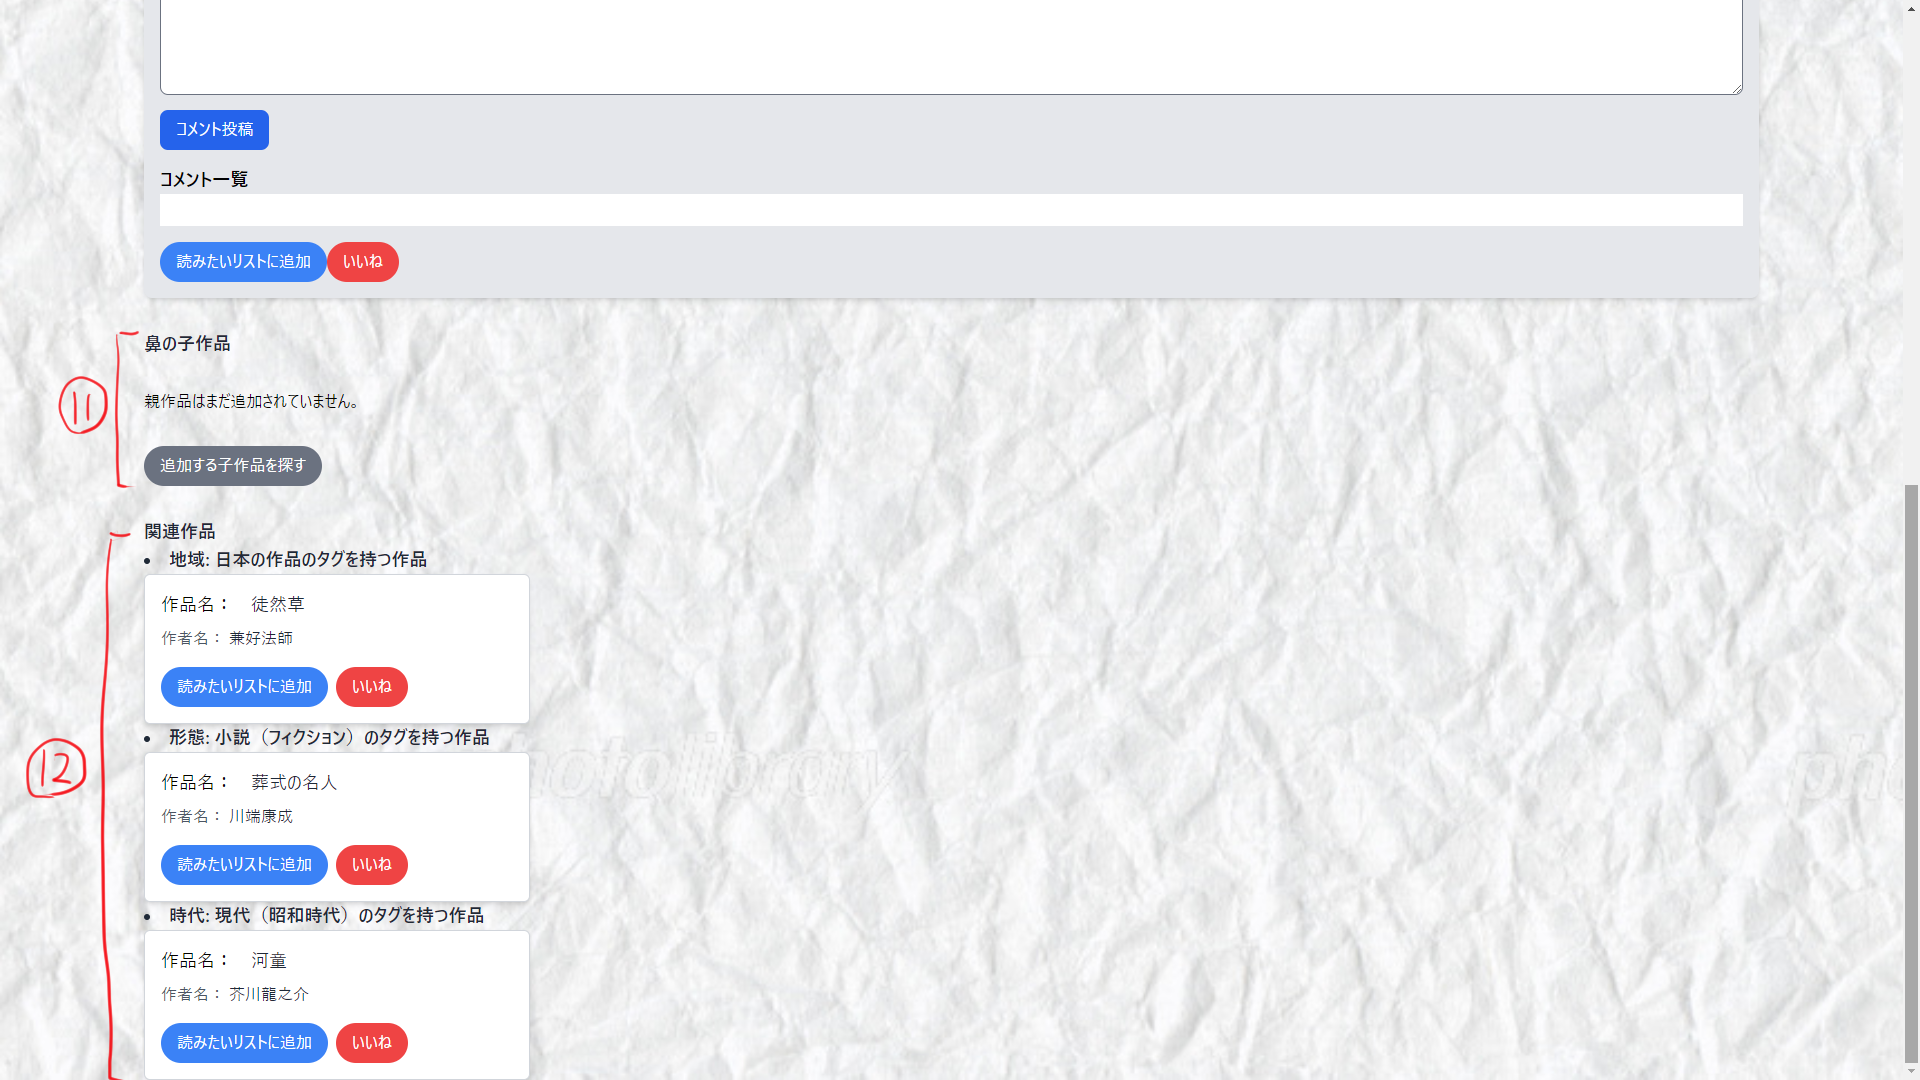 コメント投稿
コメント一覧
読みたいリストに追加 いいね
鼻の子作品
11
親作品はまだ追加されていません。
追加する子作品を探す
関連作品
• 地域: 日本の作品のタグを持つ作品
作品名： 徒然草
作者名： 兼好法師
読みたいリストに追加 いいね
• 形態: 小説（フィクション）のタグを持つ作品
12
作品名： 葬式の名人
作者名： 川端康成
読みたいリストに追加 いいね
• 時代: 現代（昭和時代）のタグを持つ作品
作品名： 河童
作者名： 芥川龍之介
読みたいリストに追加 いいね